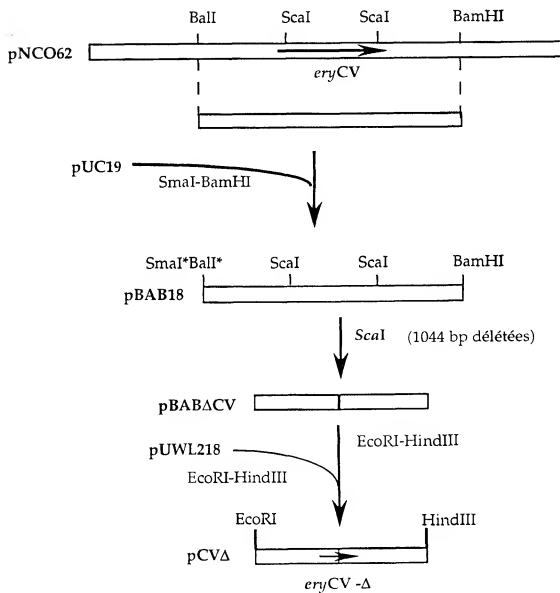 BalI ScaI ScaI BamHI
pNCO62
eryCV
pUC19
SmaI-BamHI
SmaI*BalI* ScaI ScaI BamHI
pBAB18
ScaI (1044 bp délétées)
pBABΔCV
EcoRI-HindIII
pUWL218
EcoRI-HindIII
EcoRI HindIII
pCVΔ
eryCV -Δ